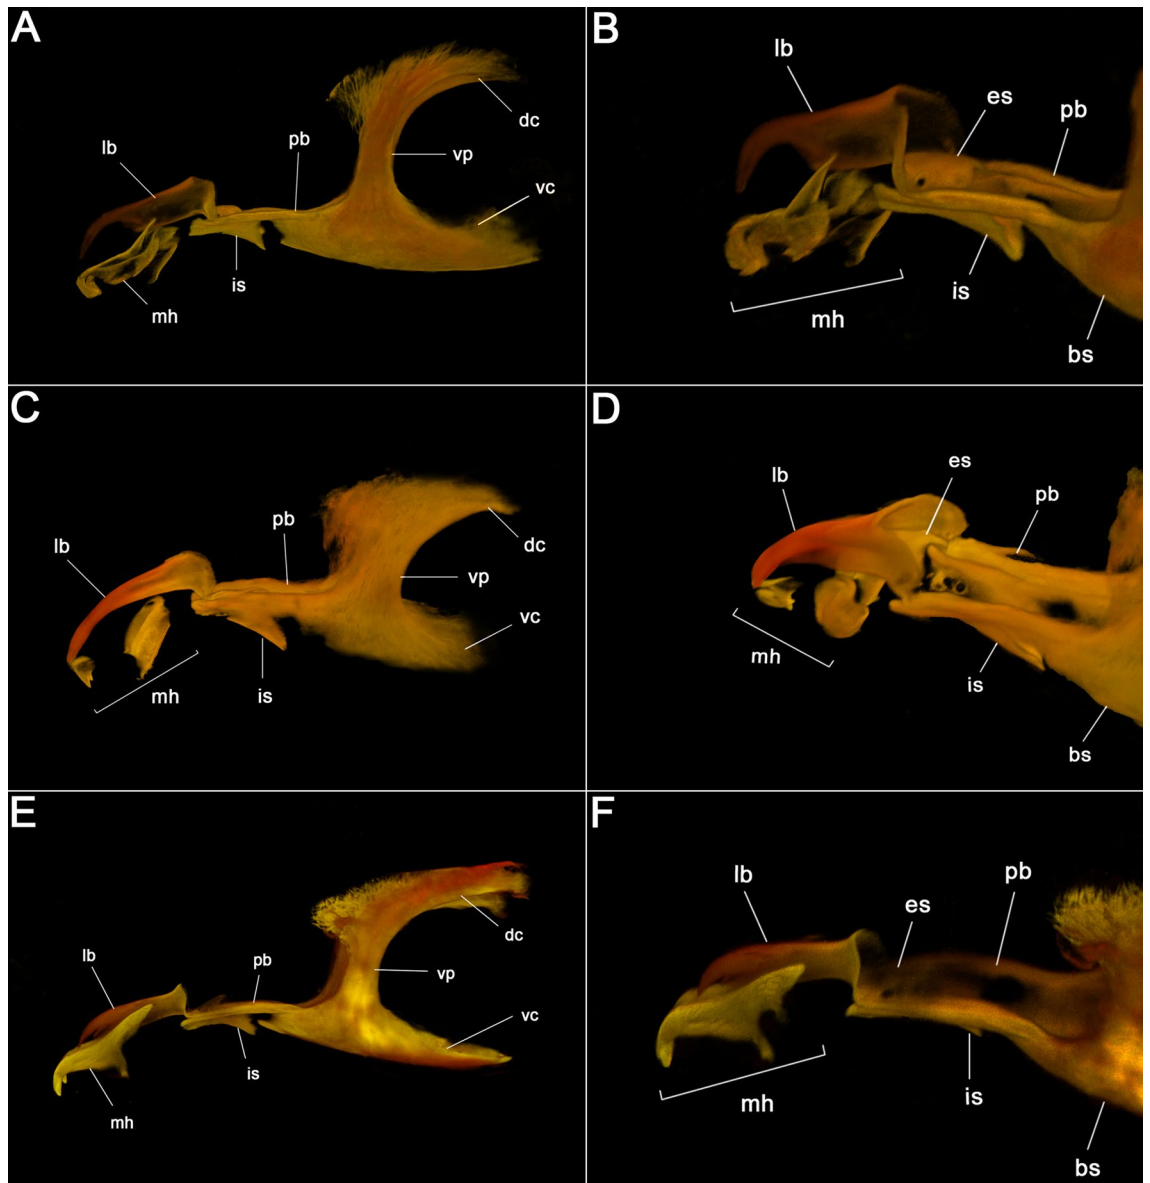 A
lb
pb
dc
vp
vc
is
mh
B
lb
es
pb
is
mh
bs
C
lb
pb
dc
vp
vc
mh
is
D
lb
es
pb
mh
is
bs
E
lb
pb
dc
vp
vc
is
mh
F
lb
es
pb
is
mh
bs